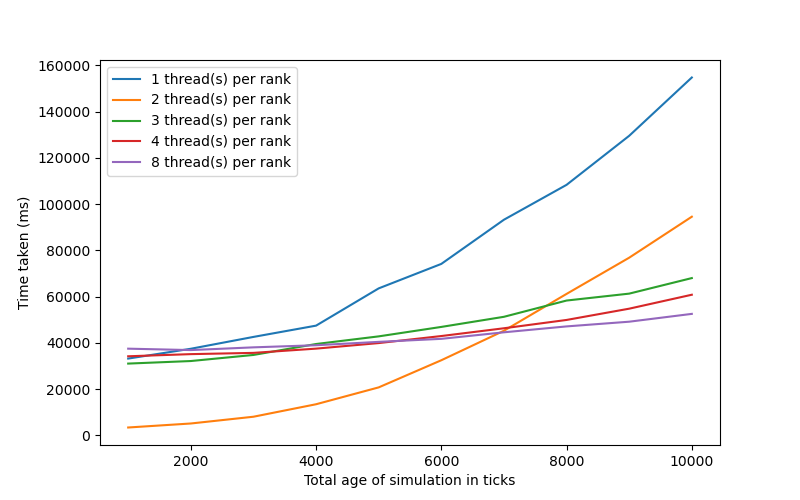 160000
140000
120000
100000
80000
60000
40000
20000
0
Time taken (ms)
1 thread(s) per rank
2 thread(s) per rank
3 thread(s) per rank
4 thread(s) per rank
8 thread(s) per rank
2000 4000 6000 8000 10000
Total age of simulation in ticks